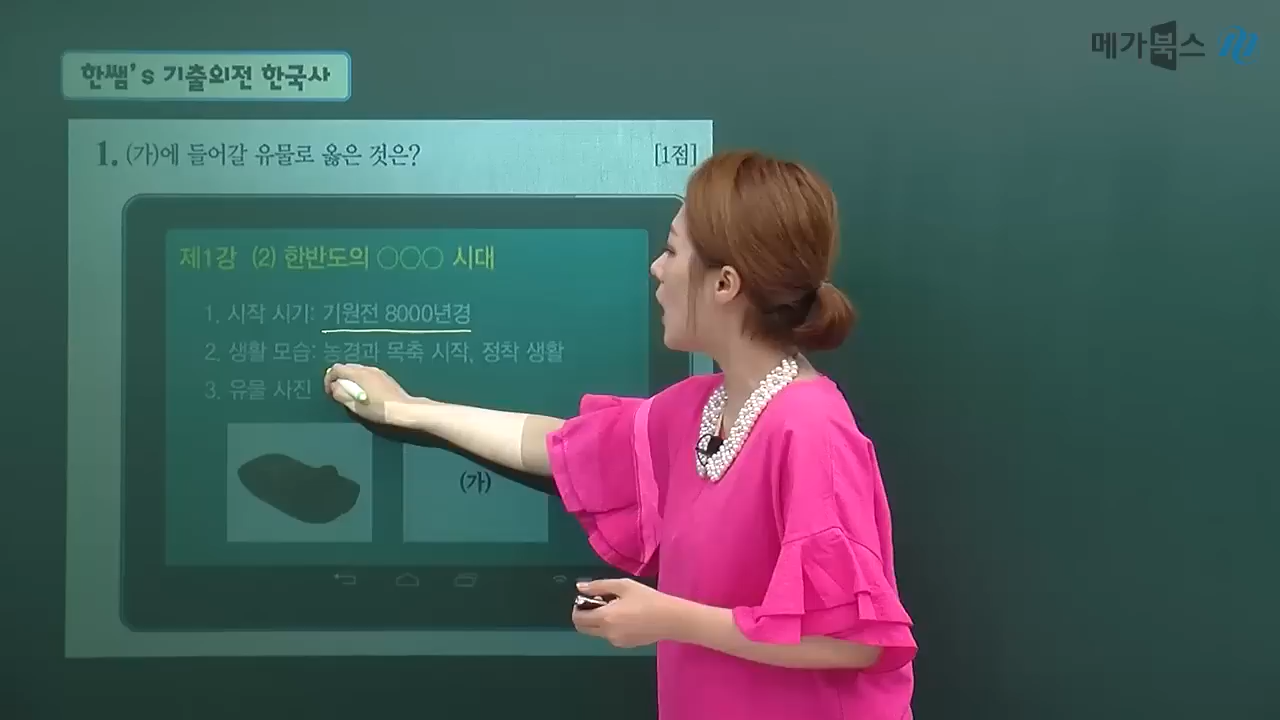 메가북스
한쌤's 기출의전 한국사
1. (가)에 들어갈 유물로 옳은 것은? [1점]
제1강 (2) 한반도의 ○○○ 시대
1. 시작 시기: 기원전 8000년경
2. 생활 모습: 농경과 목축 시작, 정착 생활
3. 유물 사진
(가)